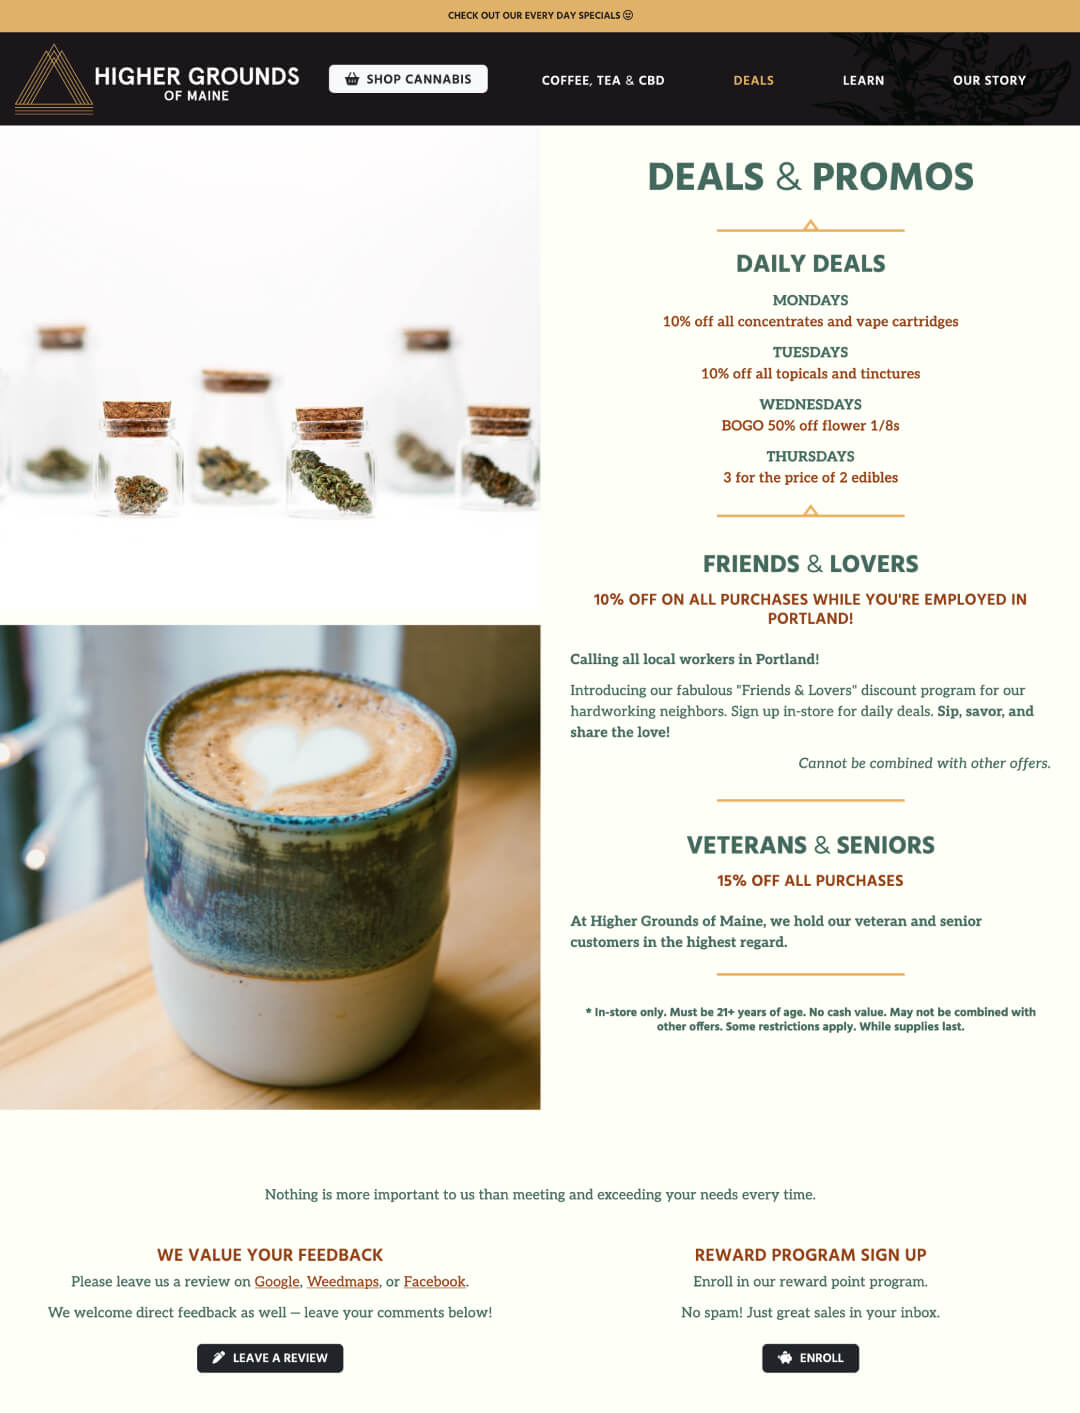 CHECK OUT OUR EVERY DAY SPECIALS 😉
HIGHER GROUNDS
OF MAINE
SHOP CANNABIS
COFFEE, TEA & CBD
DEALS
LEARN
OUR STORY
DEALS & PROMOS
DAILY DEALS
MONDAYS
10% off all concentrates and vape cartridges
TUESDAYS
10% off all topicals and tinctures
WEDNESDAYS
BOGO 50% off flower 1/8s
THURSDAYS
3 for the price of 2 edibles
FRIENDS & LOVERS
10% OFF ON ALL PURCHASES WHILE YOU'RE EMPLOYED IN
PORTLAND!
Calling all local workers in Portland!
Introducing our fabulous "Friends & Lovers" discount program for our
hardworking neighbors. Sign up in-store for daily deals. Sip, savor, and
share the love!
Cannot be combined with other offers.
VETERANS & SENIORS
15% OFF ALL PURCHASES
At Higher Grounds of Maine, we hold our veteran and senior
customers in the highest regard.
* In-store only. Must be 21+ years of age. No cash value. May not be combined with
other offers. Some restrictions apply. While supplies last.
Nothing is more important to us than meeting and exceeding your needs every time.
WE VALUE YOUR FEEDBACK
Please leave us a review on Google, Weedmaps, or Facebook.
We welcome direct feedback as well — leave your comments below!
LEAVE A REVIEW
REWARD PROGRAM SIGN UP
Enroll in our reward point program.
No spam! Just great sales in your inbox.
ENROLL